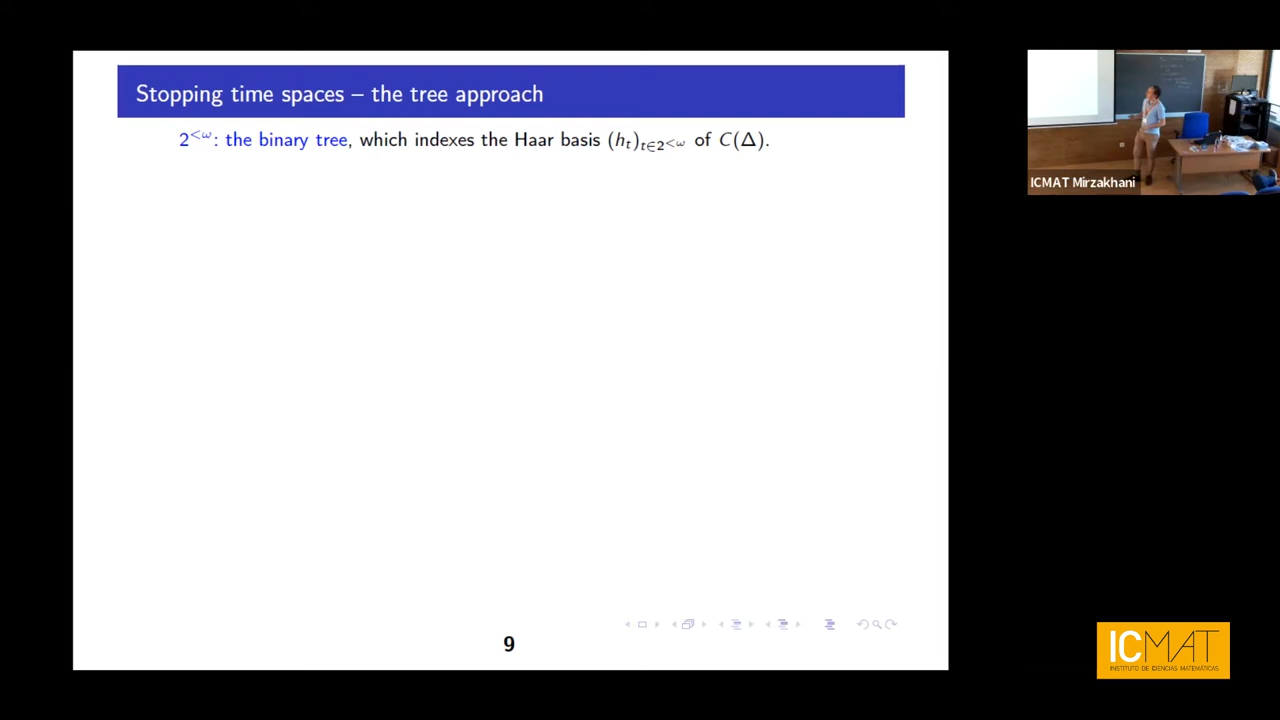 Stopping time spaces – the tree approach
2^{<ω}: the binary tree, which indexes the Haar basis (h_t)_{t∈2^{<ω}} of C(Δ).
9
ICMAT Mirzakhani
ICMAT
INSTITUTO DE CIENCIAS MATEMÁTICAS